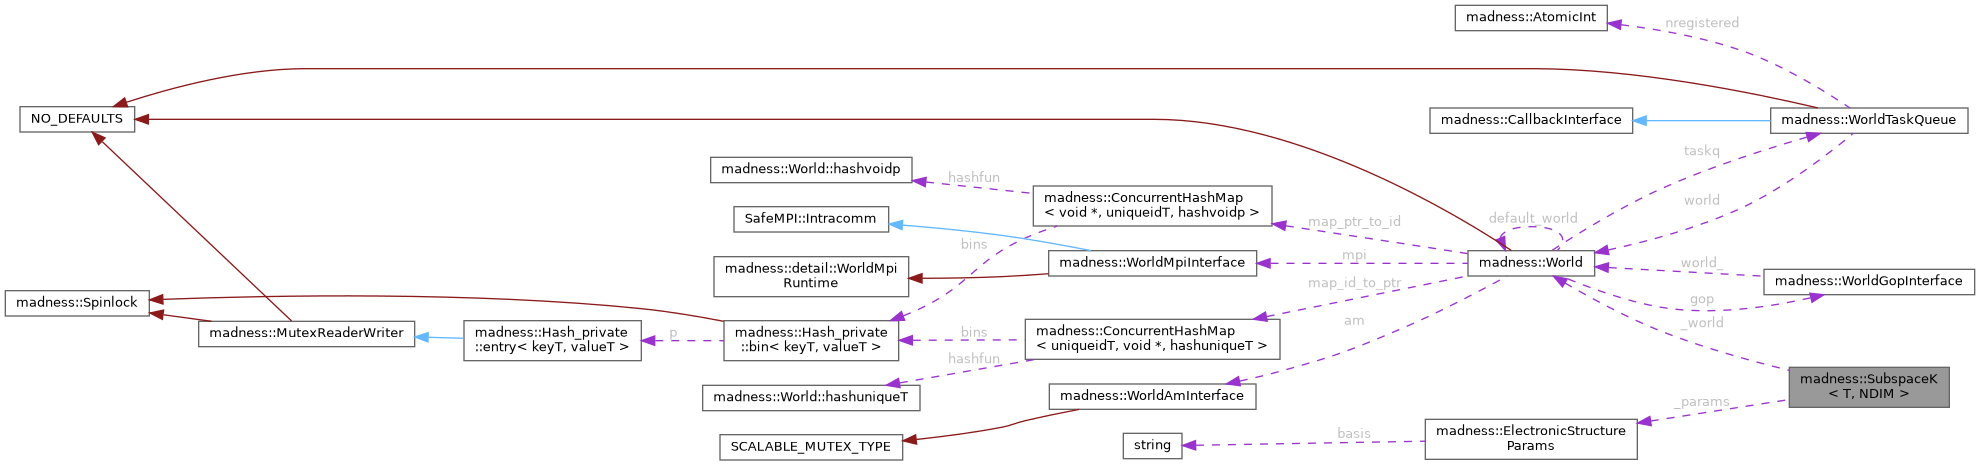 madness::AtomicInt
nregistered
NO_DEFAULTS
madness::CallbackInterface
madness::WorldTaskQueue
taskq
madness::World::hashvoidp
hashfun
madness::ConcurrentHashMap
< void *, uniqueidT, hashvoidp >
world
SafeMPI::Intracomm
map_ptr_to_id
default_world
bins
madness::detail::WorldMpi
Runtime
madness::WorldMpiInterface
mpi
madness::World
world_
madness::WorldGopInterface
map_id_to_ptr
gop
madness::Spinlock
madness::MutexReaderWriter
madness::Hash_private
::entry< keyT, valueT >
p
madness::Hash_private
::bin< keyT, valueT >
bins
madness::ConcurrentHashMap
< uniqueidT, void *, hashuniqueT >
am
_world
hashfun
madness::World::hashuniqueT
madness::WorldAmInterface
madness::SubspaceK
< T, NDIM >
_params
SCALABLE_MUTEX_TYPE
string
basis
madness::ElectronicStructure
Params